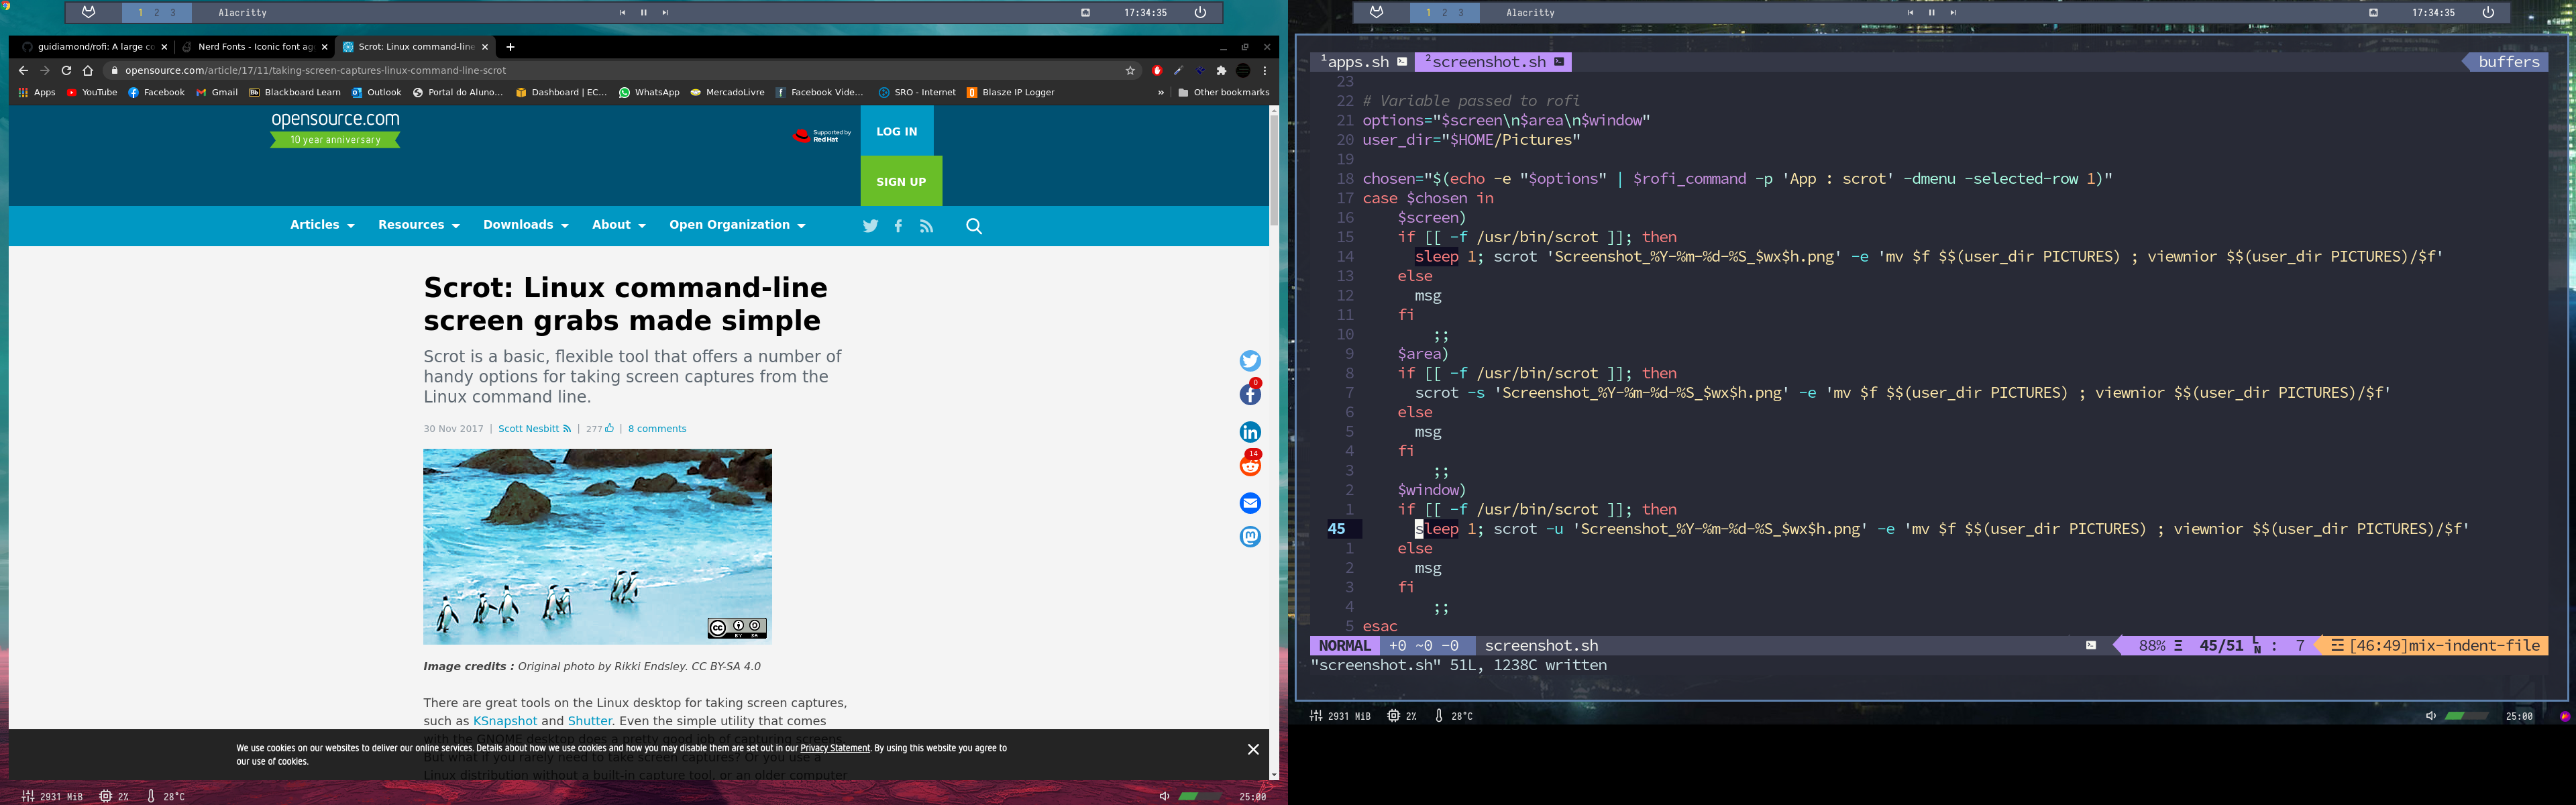 1 2 3 Alacritty 17:34:35
guidiamond/rofi: A large co Nerd Fonts - Iconic font ag Scrot: Linux command-line
opensource.com/article/17/11/taking-screen-captures-linux-command-line-scrot
Apps YouTube Facebook Gmail Blackboard Learn Outlook Portal do Aluno... Dashboard | EC... WhatsApp MercadoLivre Facebook Vide... SRO - Internet Blasze IP Logger » Other bookmarks
opensource.com
10 year anniversary
Supported by
Red Hat
LOG IN
SIGN UP
Articles Resources Downloads About Open Organization
Scrot: Linux command-line
screen grabs made simple
Scrot is a basic, flexible tool that offers a number of
handy options for taking screen captures from the
Linux command line.
30 Nov 2017 | Scott Nesbitt | 277 | 8 comments
0
14
cc BY SA
Image credits : Original photo by Rikki Endsley. CC BY-SA 4.0
There are great tools on the Linux desktop for taking screen captures,
such as KSnapshot and Shutter. Even the simple utility that comes
with the GNOME desktop does a pretty good job of capturing screens.
But what if you rarely need to take screen captures? Or you use a
Linux distribution without a built-in capture tool, or an older computer
We use cookies on our websites to deliver our online services. Details about how we use cookies and how you may disable them are set out in our Privacy Statement. By using this website you agree to
our use of cookies.
2931 MiB 2% 28°C 25:00
1 2 3 Alacritty 17:34:35
¹apps.sh ²screenshot.sh buffers
23
22 # Variable passed to rofi
21 options="$screen\n$area\n$window"
20 user_dir="$HOME/Pictures"
19
18 chosen="$(echo -e "$options" | $rofi_command -p 'App : scrot' -dmenu -selected-row 1)"
17 case $chosen in
16 $screen)
15 if [[ -f /usr/bin/scrot ]]; then
14 sleep 1; scrot 'Screenshot_%Y-%m-%d-%S_$wx$h.png' -e 'mv $f $$(user_dir PICTURES) ; viewnior $$(user_dir PICTURES)/$f'
13 else
12 msg
11 fi
10 ;;
9 $area)
8 if [[ -f /usr/bin/scrot ]]; then
7 scrot -s 'Screenshot_%Y-%m-%d-%S_$wx$h.png' -e 'mv $f $$(user_dir PICTURES) ; viewnior $$(user_dir PICTURES)/$f'
6 else
5 msg
4 fi
3 ;;
2 $window)
1 if [[ -f /usr/bin/scrot ]]; then
45 sleep 1; scrot -u 'Screenshot_%Y-%m-%d-%S_$wx$h.png' -e 'mv $f $$(user_dir PICTURES) ; viewnior $$(user_dir PICTURES)/$f'
1 else
2 msg
3 fi
4 ;;
5 esac
NORMAL +0 ~0 -0 screenshot.sh 88% Ξ 45/51 LN : 7 Ξ [46:49]mix-indent-file
"screenshot.sh" 51L, 1238C written
2931 MiB 2% 28°C 25:00